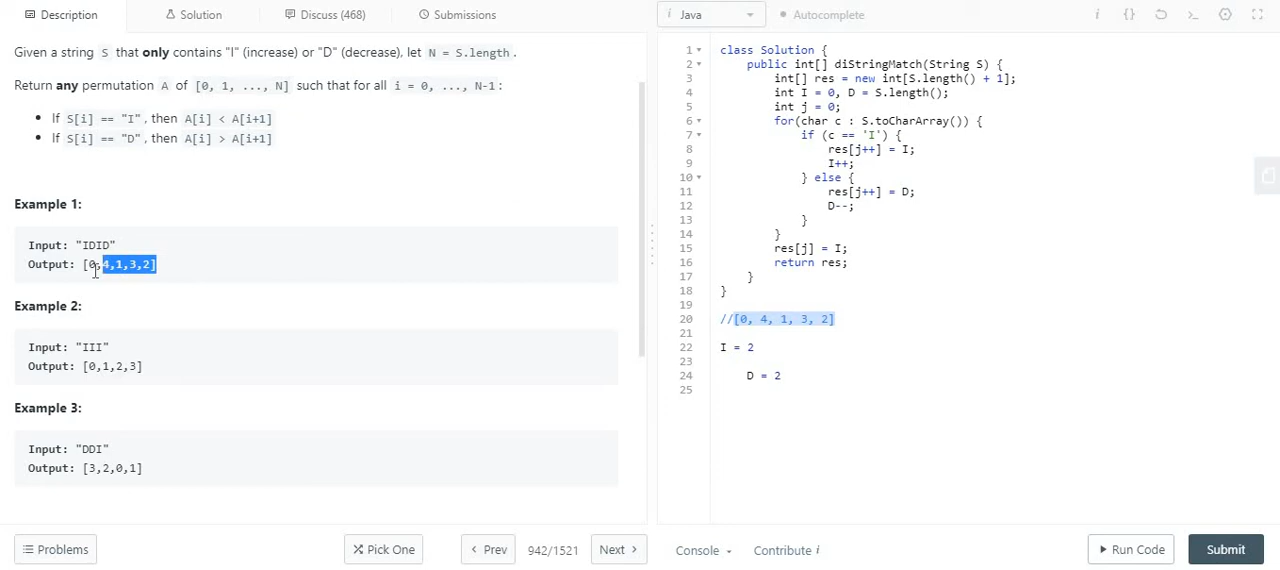 Description
Solution
Discuss (468)
Submissions
i Java
Autocomplete
i {}
Given a string S that only contains "I" (increase) or "D" (decrease), let N = S.length.
Return any permutation A of [0, 1, ..., N] such that for all i = 0, ..., N-1:
• If S[i] == "I", then A[i] < A[i+1]
• If S[i] == "D", then A[i] > A[i+1]
Example 1:
Input: "IDID"
Output: [0,4,1,3,2]
Example 2:
Input: "III"
Output: [0,1,2,3]
Example 3:
Input: "DDI"
Output: [3,2,0,1]
1 class Solution {
2 public int[] diStringMatch(String S) {
3 int[] res = new int[S.length() + 1];
4 int I = 0, D = S.length();
5 int j = 0;
6 for(char c : S.toCharArray()) {
7 if (c == 'I') {
8 res[j++] = I;
9 I++;
10 } else {
11 res[j++] = D;
12 D--;
13 }
14 }
15 res[j] = I;
16 return res;
17 }
18 }
19
20 //[0, 4, 1, 3, 2]
21
22 I = 2
23
24 D = 2
25
Problems
Pick One
< Prev
942/1521
Next >
Console
Contribute i
Run Code
Submit